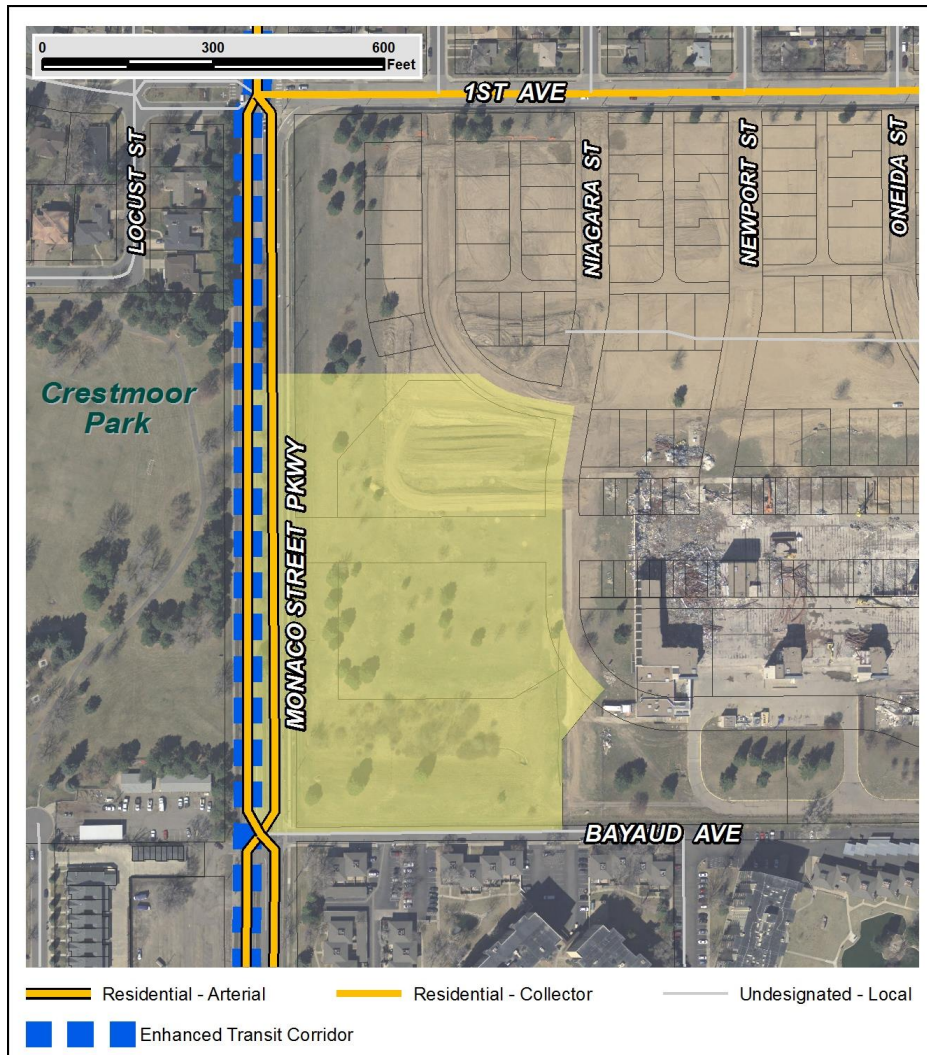 0 300 600
Feet
1ST AVE
LOCUST ST
NIAGARA ST
NEWPORT ST
ONEIDA ST
Crestmoor
Park
MONACO STREET PKWY
BAYAUD AVE
Residential - Arterial
Residential - Collector
Undesignated - Local
Enhanced Transit Corridor